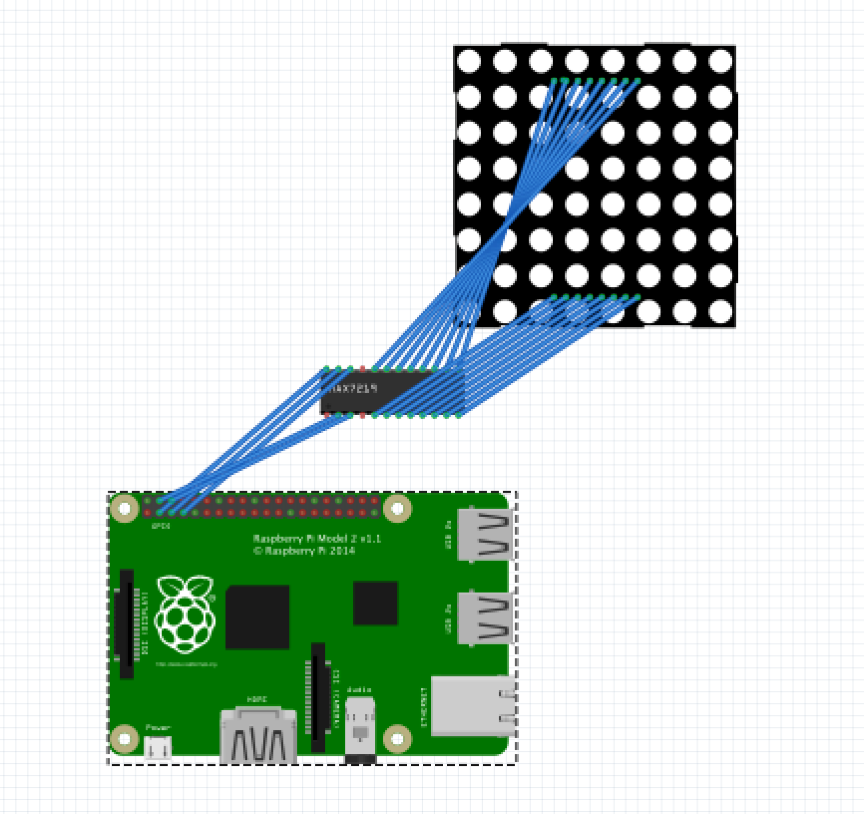 MAX7219
GPIO
Raspberry Pi Model 2 v1.1
© Raspberry Pi 2014
USB 2x
DSI (DISPLAY)
USB 2x
HDMI
Audio
CSI (CAMERA)
ETHERNET
Power